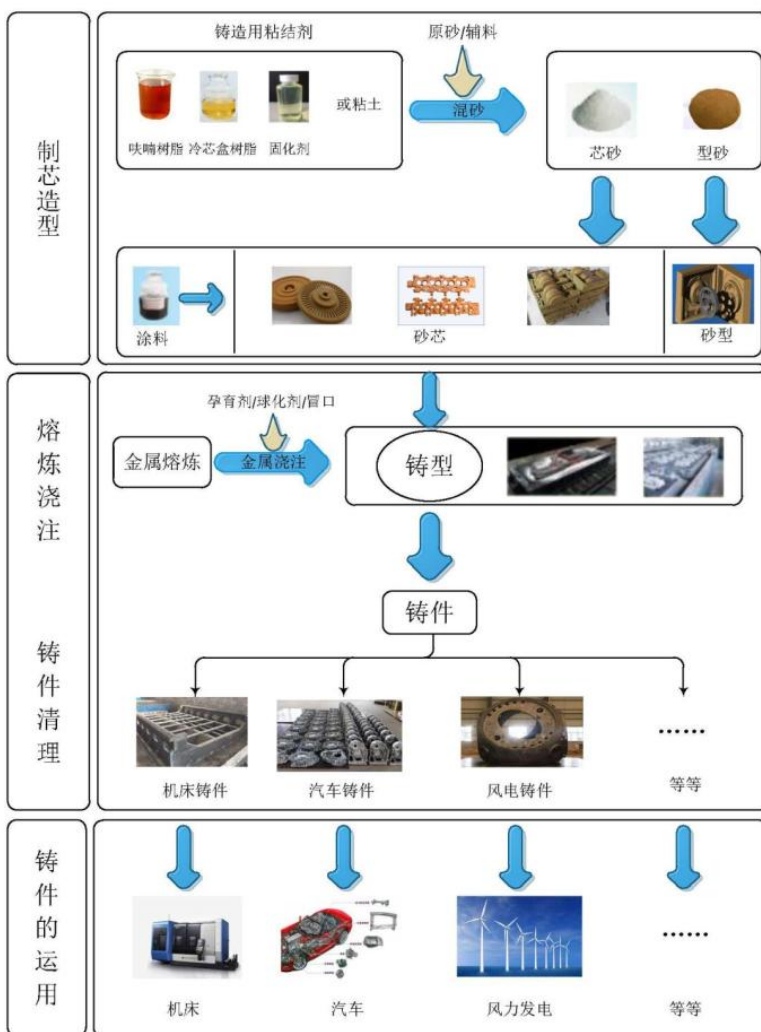 制芯造型
铸造用粘结剂
原砂/辅料
呋喃树脂
冷芯盒树脂
固化剂
或粘土
混砂
芯砂
型砂
涂料
砂芯
砂型
熔炼浇注
孕育剂/球化剂/冒口
金属熔炼
金属浇注
铸型
铸件清理
铸件
机床铸件
汽车铸件
风电铸件
……
等等
铸件的运用
机床
汽车
风力发电
……
等等